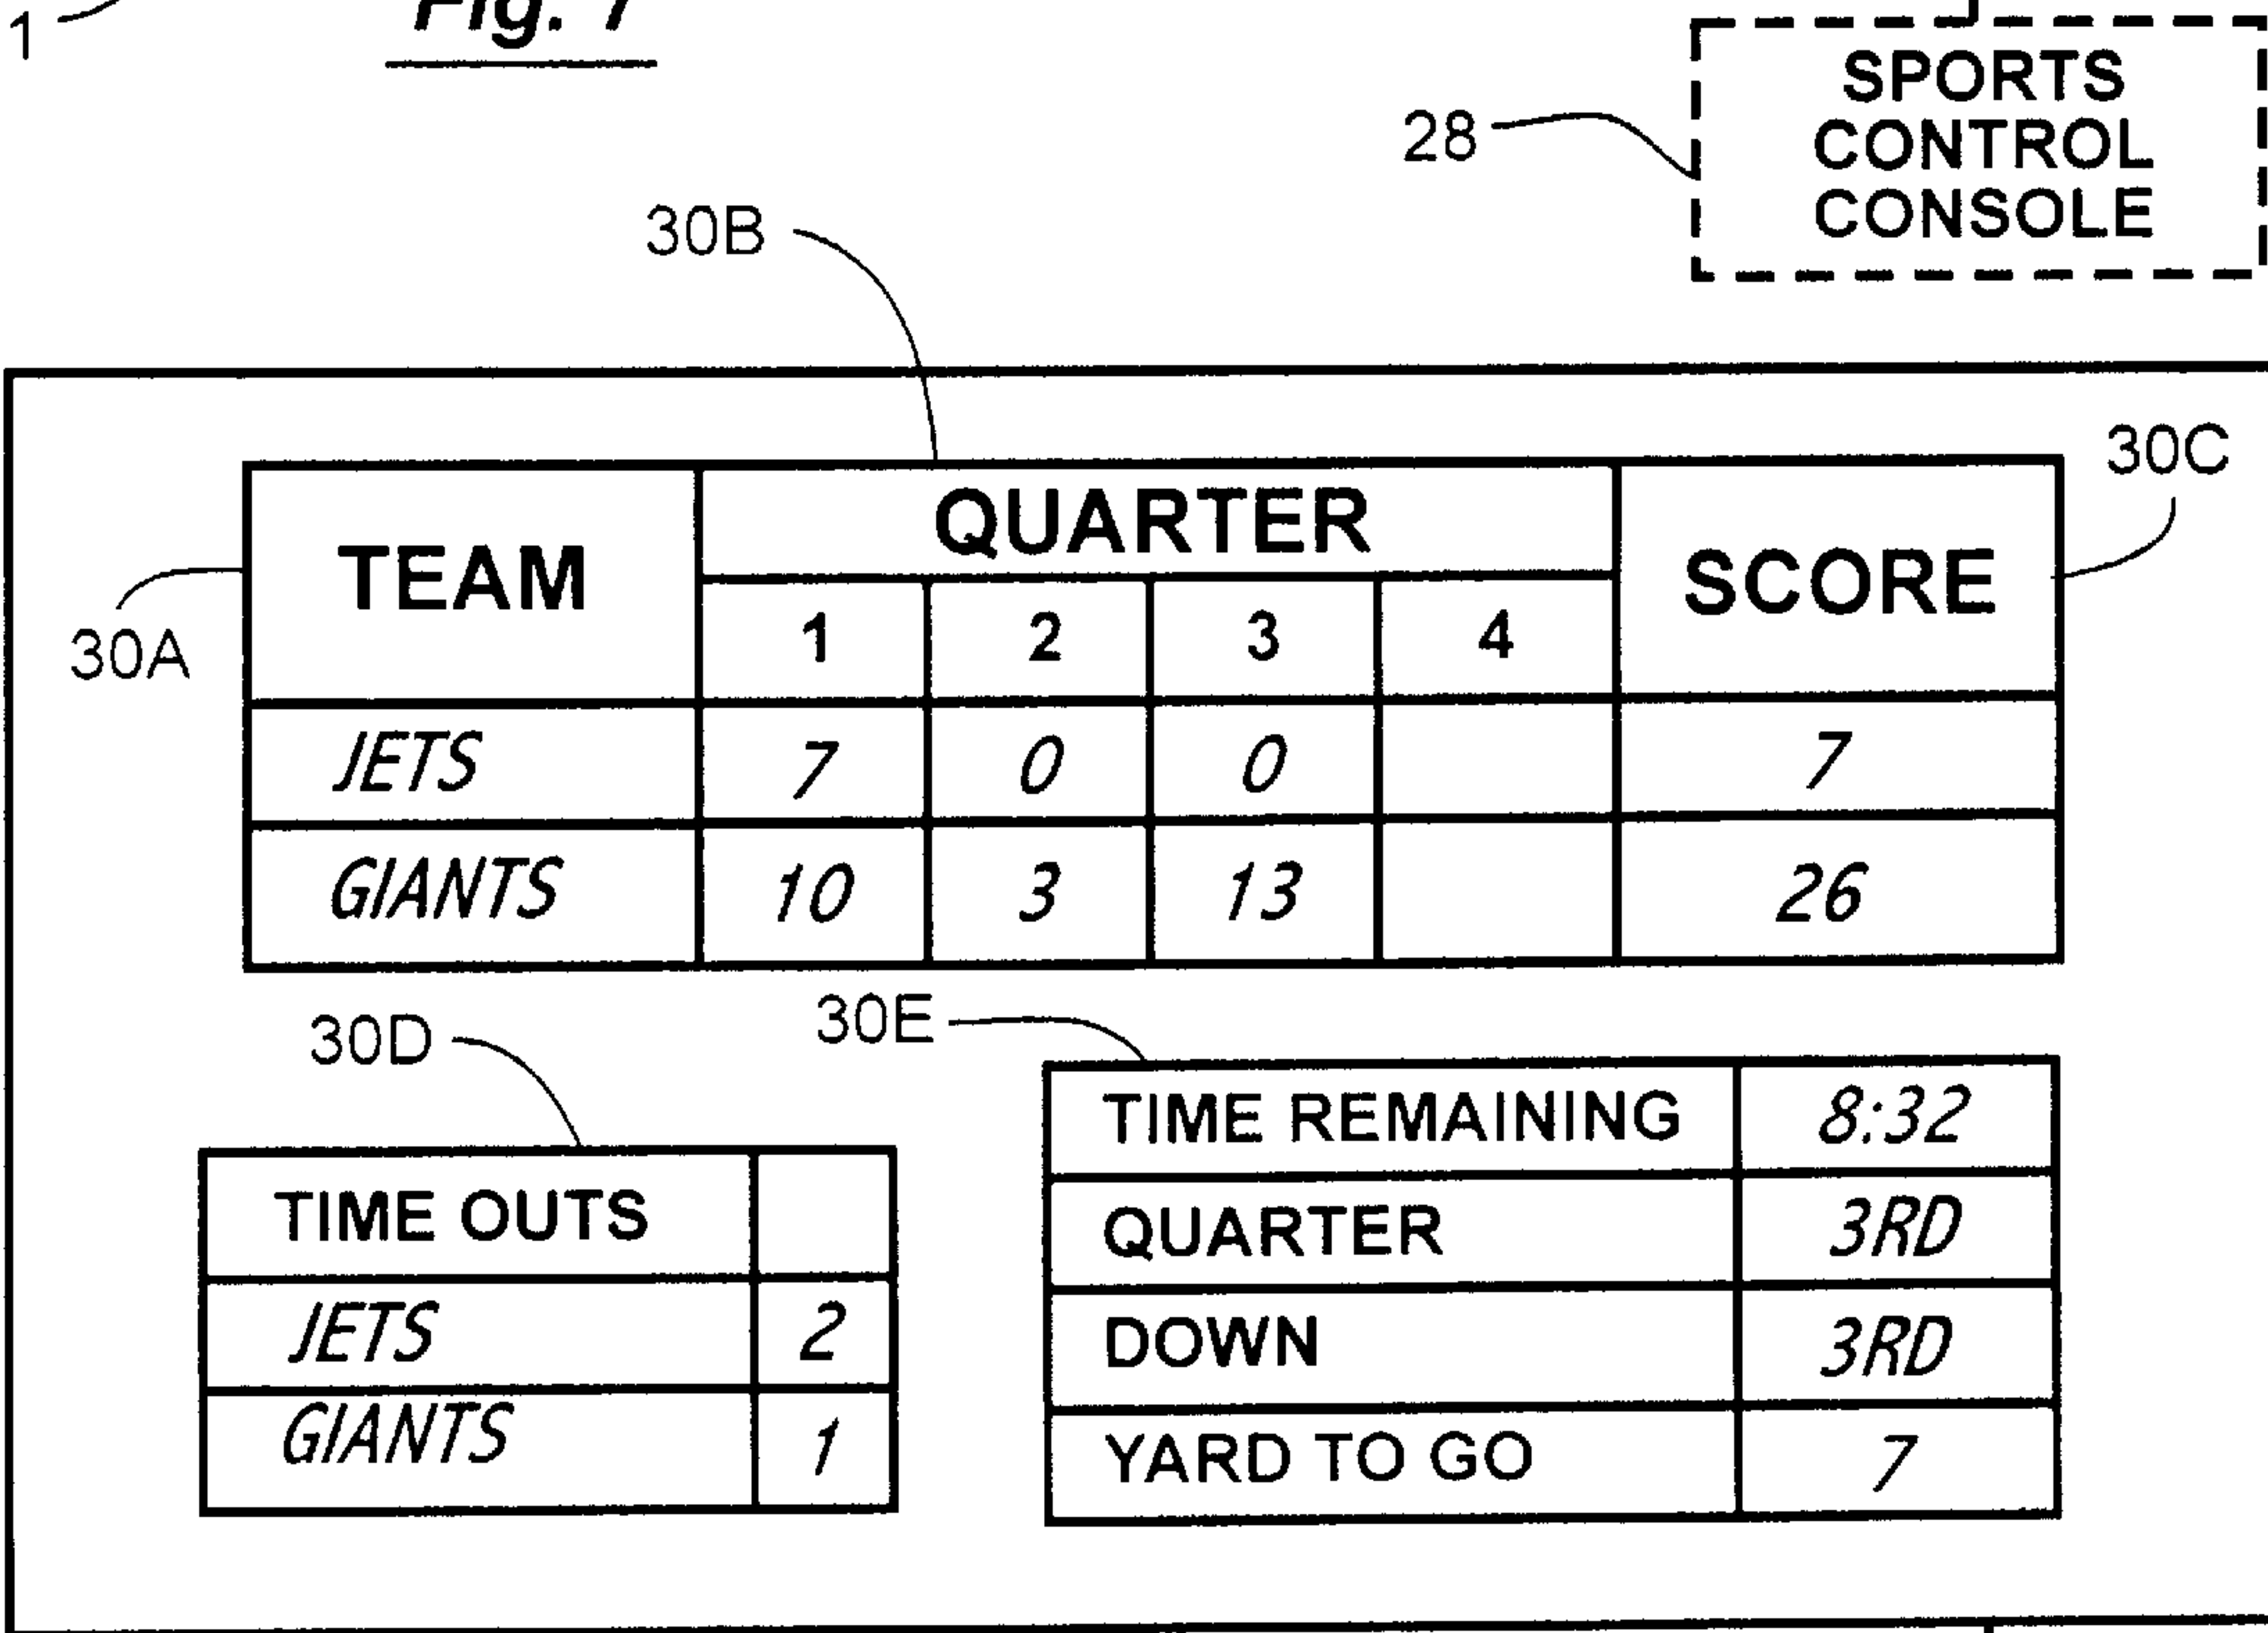 1
Fig. 1
SPORTS
CONTROL
CONSOLE
28
30B
30C
TEAM QUARTER SCORE
1 2 3 4
30A
JETS 7 0 0 7
GIANTS 10 3 13 26
30D
30E
TIME OUTS
JETS 2
GIANTS 1
TIME REMAINING 8:32
QUARTER 3RD
DOWN 3RD
YARD TO GO 7